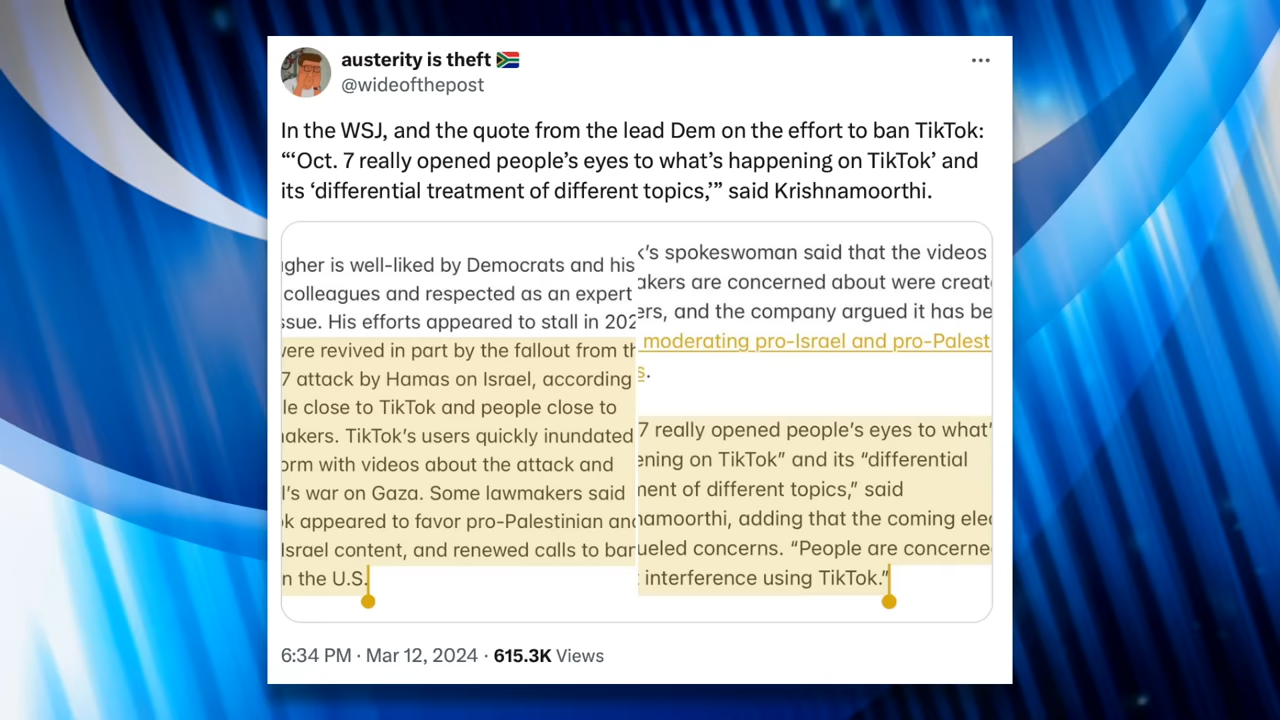 austerity is theft
@wideofthepost
In the WSJ, and the quote from the lead Dem on the effort to ban TikTok:
“‘Oct. 7 really opened people’s eyes to what’s happening on TikTok’ and
its ‘differential treatment of different topics,’” said Krishnamoorthi.
gher is well-liked by Democrats and his
colleagues and respected as an expert
ssue. His efforts appeared to stall in 202
were revived in part by the fallout from th
7 attack by Hamas on Israel, according
le close to TikTok and people close to
akers. TikTok’s users quickly inundated
orm with videos about the attack and
l’s war on Gaza. Some lawmakers said
k appeared to favor pro-Palestinian and
Israel content, and renewed calls to ban
n the U.S.
k’s spokeswoman said that the videos
akers are concerned about were creat
ers, and the company argued it has be
moderating pro-Israel and pro-Palest
s.
7 really opened people’s eyes to what’
ening on TikTok” and its “differential
ment of different topics,” said
namoorthi, adding that the coming elec
ueled concerns. “People are concerne
interference using TikTok.”
6:34 PM · Mar 12, 2024 · 615.3K Views